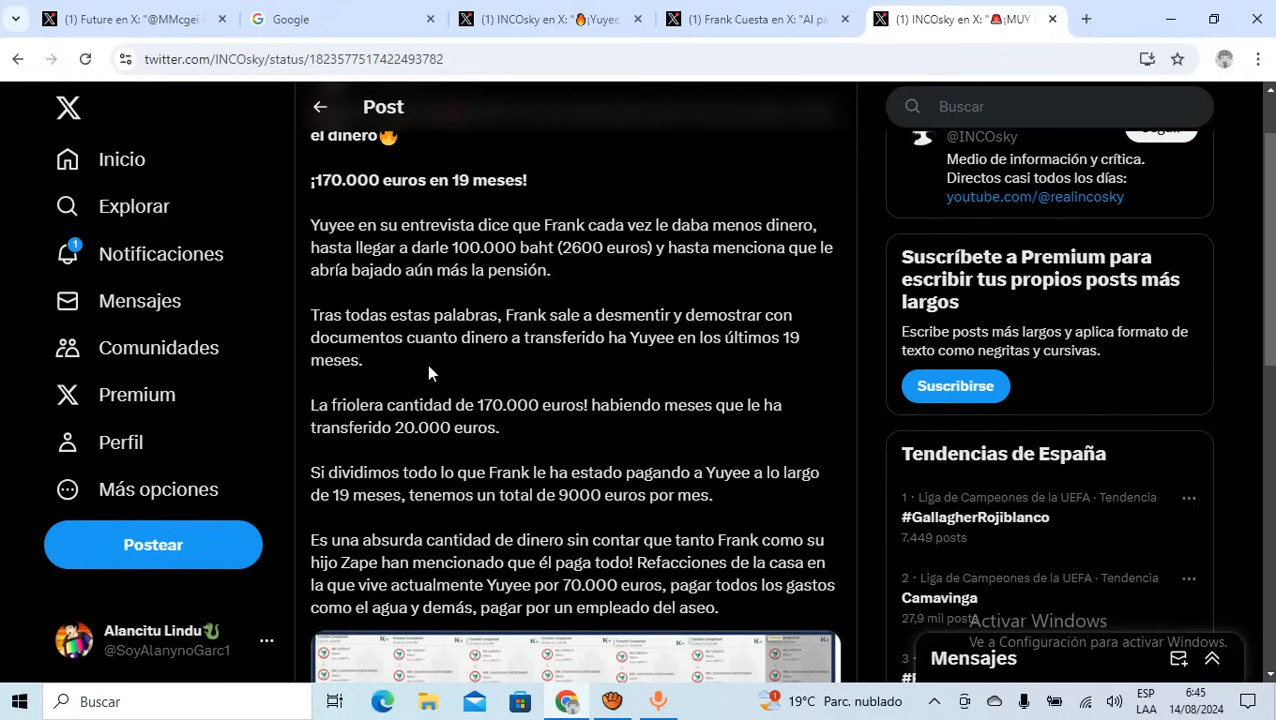 (1) Future en X: "@MMcgei
Google
(1) INCOsky en X: "🔥¡Yuyee
(1) Frank Cuesta en X: "Al pa
(1) INCOsky en X: "🚨¡MUY
twitter.com/INCOsky/status/1823577517422493782
Post
Buscar
Inicio
Explorar
1
Notificaciones
Mensajes
Comunidades
Premium
Perfil
Más opciones
Postear
Alancitu Lindu
@SoyAlanynoGarc1
el dinero🔥
¡170.000 euros en 19 meses!
Yuyee en su entrevista dice que Frank cada vez le daba menos dinero,
hasta llegar a darle 100.000 baht (2600 euros) y hasta menciona que le
abría bajado aún más la pensión.
Tras todas estas palabras, Frank sale a desmentir y demostrar con
documentos cuanto dinero a transferido ha Yuyee en los últimos 19
meses.
La friolera cantidad de 170.000 euros! habiendo meses que le ha
transferido 20.000 euros.
Si dividimos todo lo que Frank le ha estado pagando a Yuyee a lo largo
de 19 meses, tenemos un total de 9000 euros por mes.
Es una absurda cantidad de dinero sin contar que tanto Frank como su
hijo Zape han mencionado que él paga todo! Refacciones de la casa en
la que vive actualmente Yuyee por 70.000 euros, pagar todos los gastos
como el agua y demás, pagar por un empleado del aseo.
@INCOsky
Medio de información y crítica.
Directos casi todos los días:
youtube.com/@realincosky
Suscríbete a Premium para
escribir tus propios posts más
largos
Escribe posts más largos y aplica formato de
texto como negritas y cursivas.
Suscribirse
Tendencias de España
1 · Liga de Campeones de la UEFA · Tendencia
#GallagherRojiblanco
7.449 posts
2 · Liga de Campeones de la UEFA · Tendencia
Camavinga
27,9 mil posts
3 ·
Activar Windows
Ve a Configuración para activar Windows.
Mensajes
Buscar
19°C Parc. nublado
ESP
LAA
6:45
14/08/2024